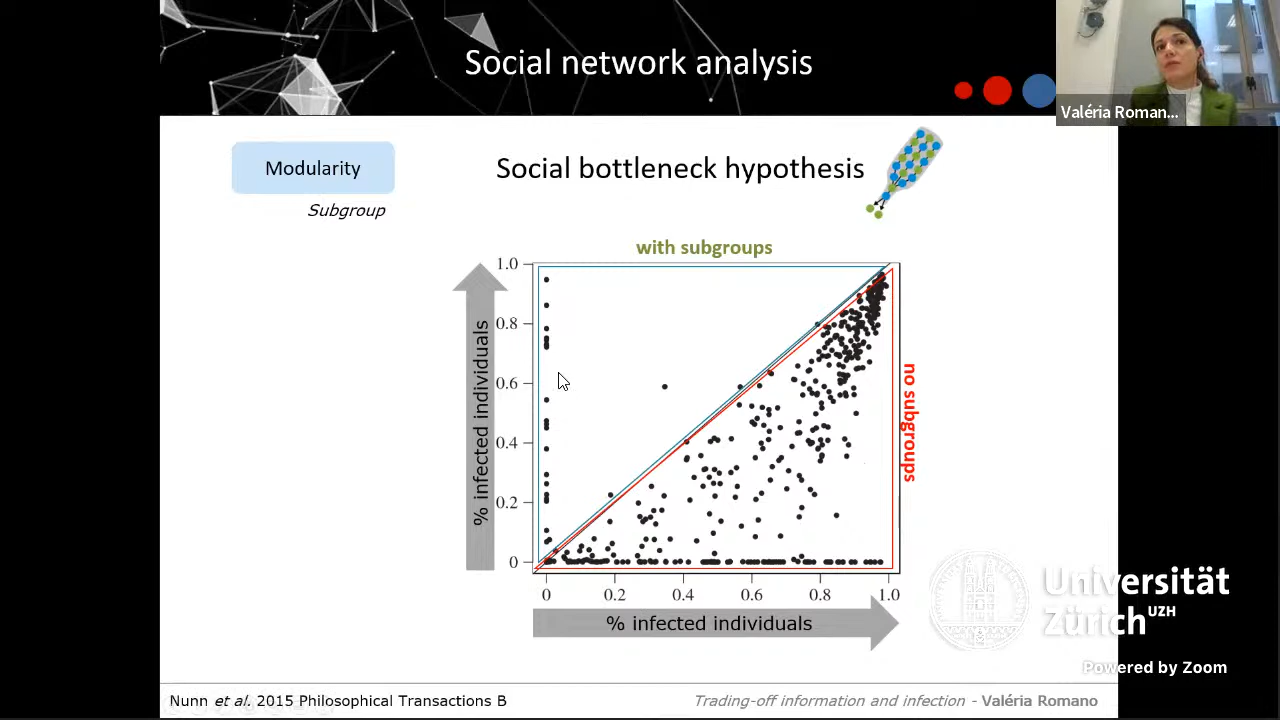 Social network analysis
Valéria Roman...
Modularity
Subgroup
Social bottleneck hypothesis
with subgroups
1.0
0.8
0.6
0.4
0.2
0
% infected individuals
no subgroups
0 0.2 0.4 0.6 0.8 1.0
% infected individuals
Universität
Zürich UZH
Powered by Zoom
Nunn et al. 2015 Philosophical Transactions B
Trading-off information and infection - Valéria Romano